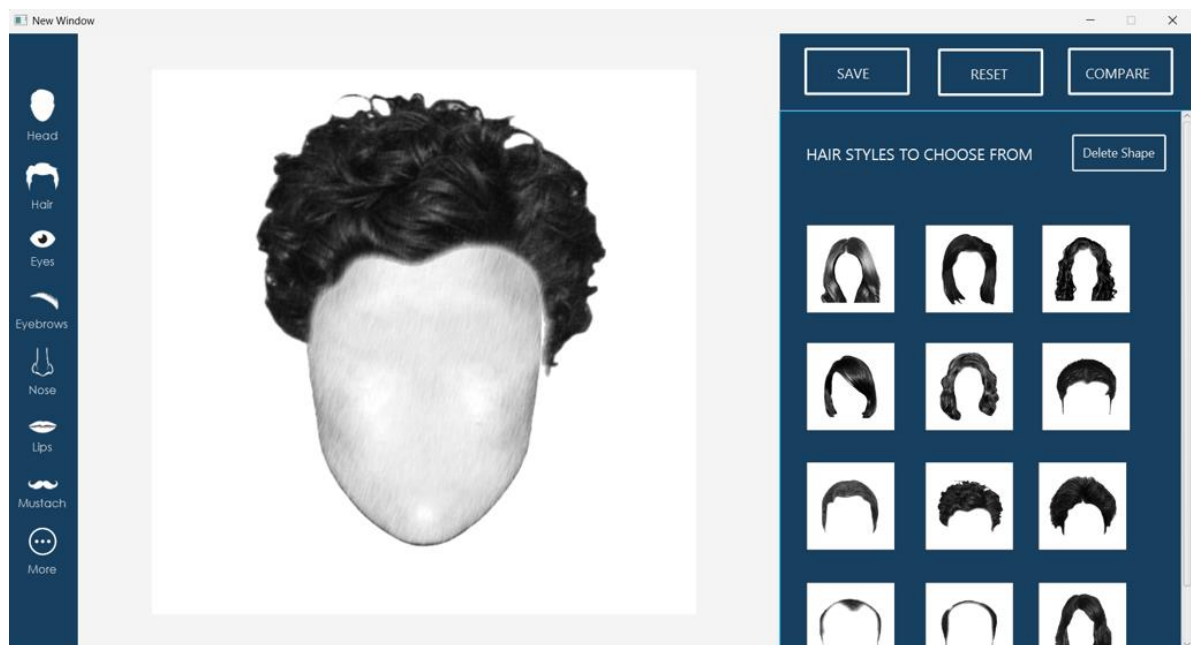 New Window
Head
Hair
Eyes
Eyebrows
Nose
Lips
Mustach
More
SAVE
RESET
COMPARE
HAIR STYLES TO CHOOSE FROM
Delete Shape